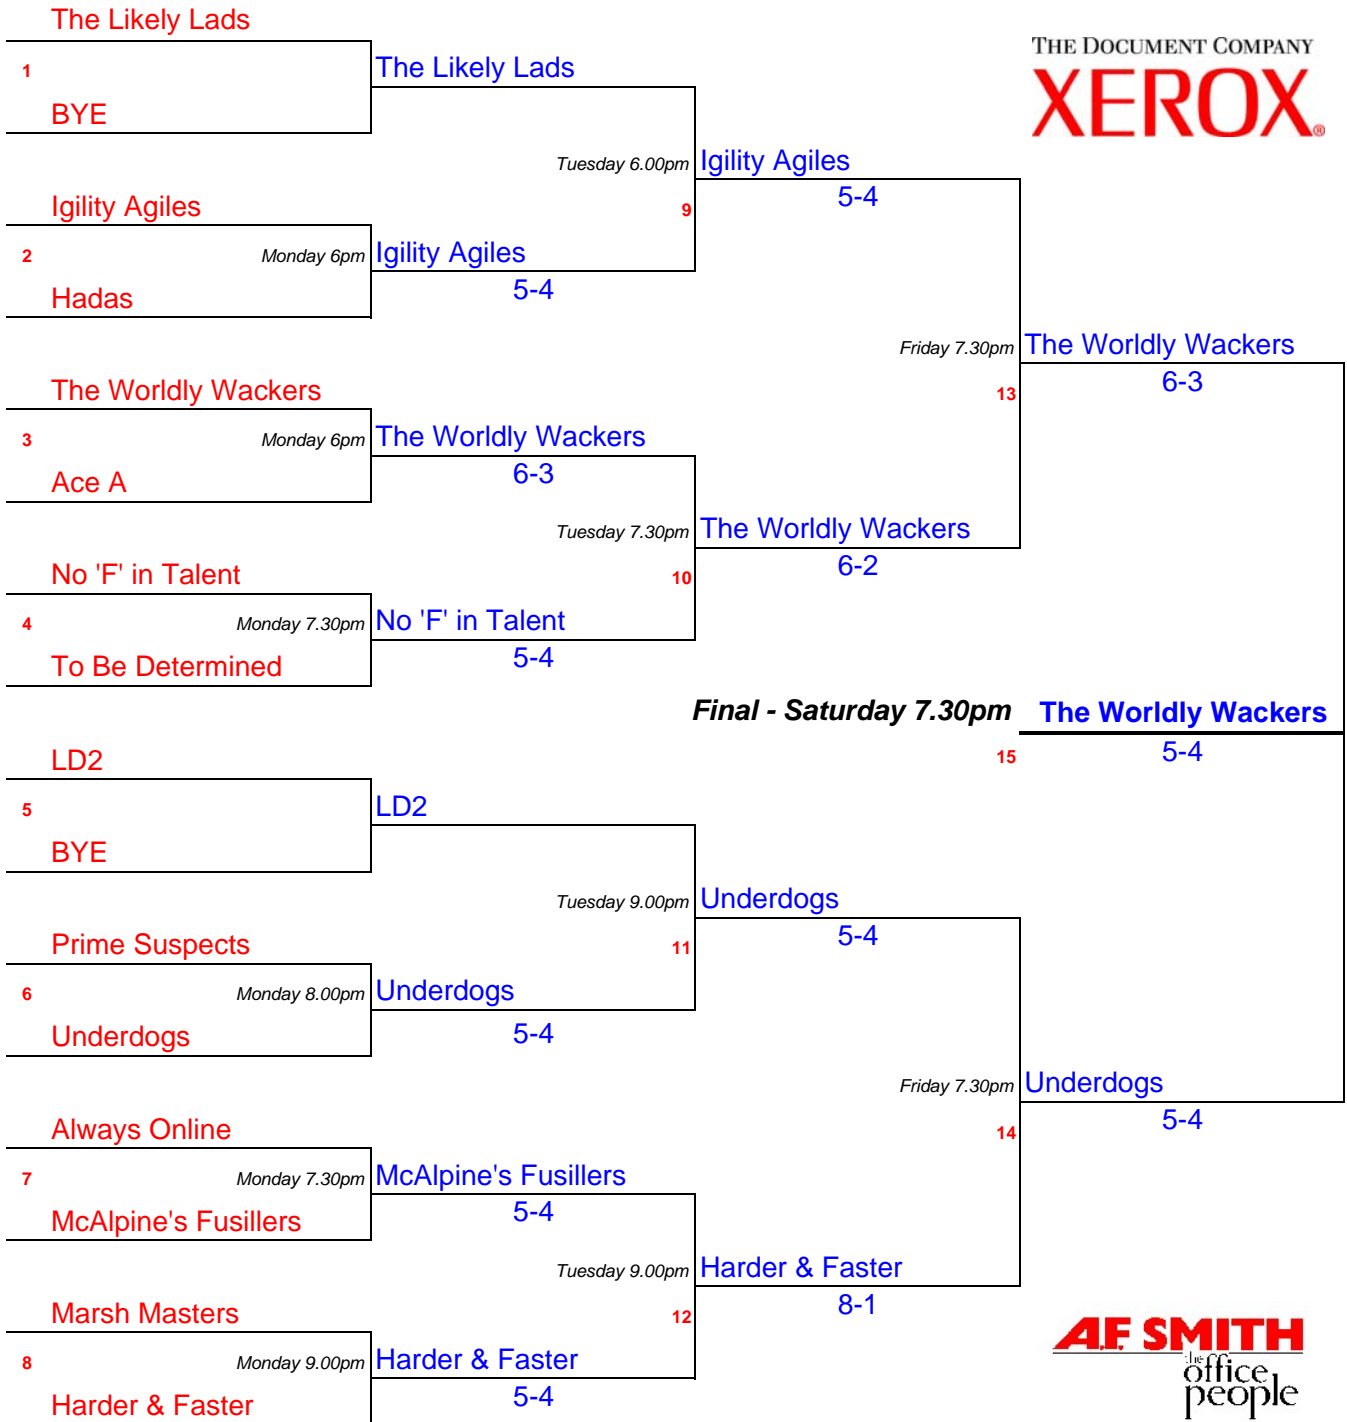 The Likely Lads
THE DOCUMENT COMPANY
1
The Likely Lads
XEROX®
BYE
Tuesday 6.00pm
Igility Agiles
5-4
Igility Agiles
9
2
Monday 6pm
Igility Agiles
Hadas
5-4
Friday 7.30pm
The Worldly Wackers
6-3
The Worldly Wackers
13
3
Monday 6pm
The Worldly Wackers
Ace A
6-3
Tuesday 7.30pm
The Worldly Wackers
6-2
No 'F' in Talent
10
4
Monday 7.30pm
No 'F' in Talent
To Be Determined
5-4
Final - Saturday 7.30pm
The Worldly Wackers
LD2
15
5-4
5
LD2
BYE
Tuesday 9.00pm
Underdogs
5-4
Prime Suspects
11
6
Monday 8.00pm
Underdogs
Underdogs
5-4
Friday 7.30pm
Underdogs
5-4
Always Online
14
7
Monday 7.30pm
McAlpine's Fusillers
McAlpine's Fusillers
5-4
Tuesday 9.00pm
Harder & Faster
8-1
Marsh Masters
12
A.F. SMITH
8
Monday 9.00pm
Harder & Faster
the
office
people
Harder & Faster
5-4